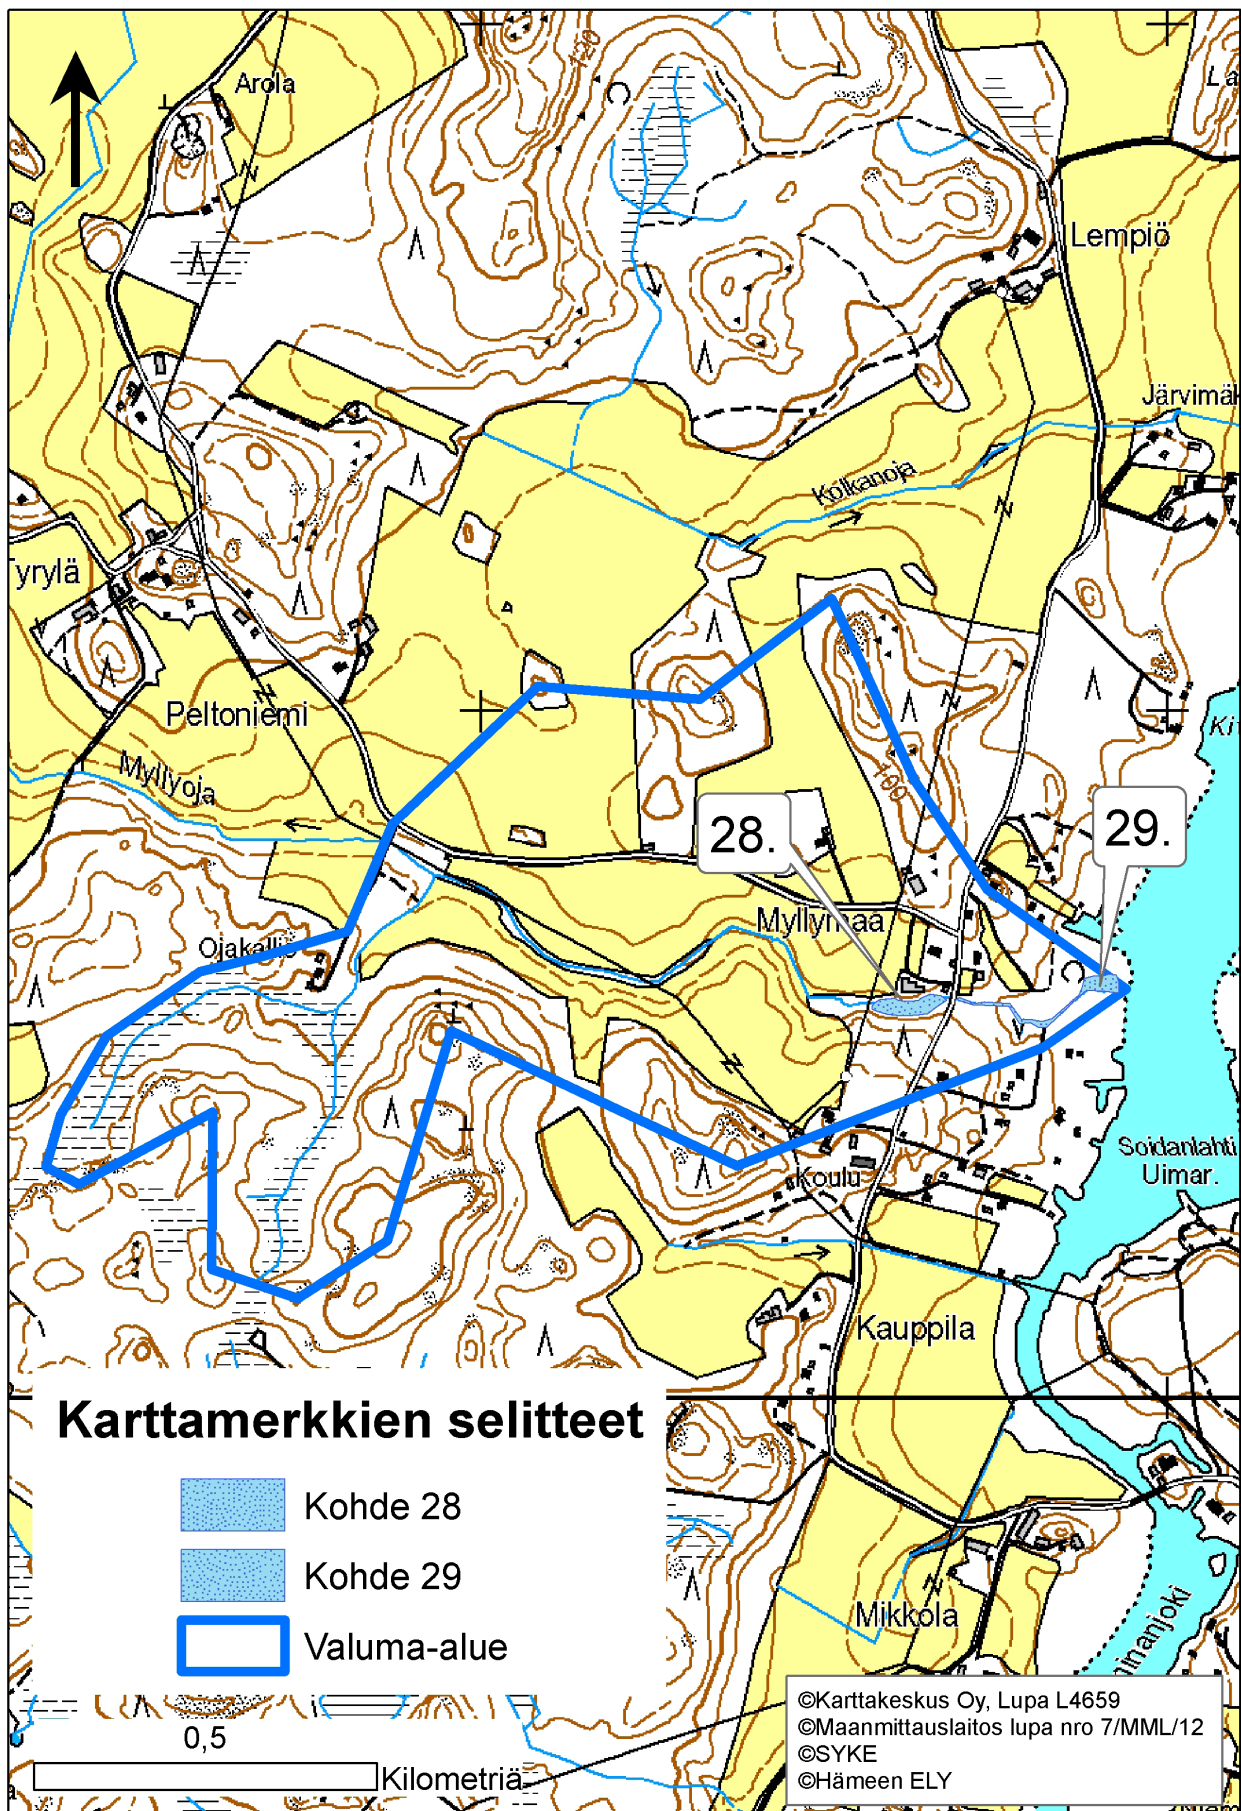 120
Arola
Lempiö
Kolkanoja
Peltoniemi
Myllyoja
100
28.
29.
Myllymaa
Ojakallio
Soidanlahti
Uimar.
Koulu
Kauppila
Karttamerkkien selitteet
Kohde 28
Kohde 29
Valuma-alue
Mikkola
0,5
Kilometriä
©Karttakeskus Oy, Lupa L4659
©Maanmittauslaitos lupa nro 7/MML/12
©SYKE
©Hämeen ELY